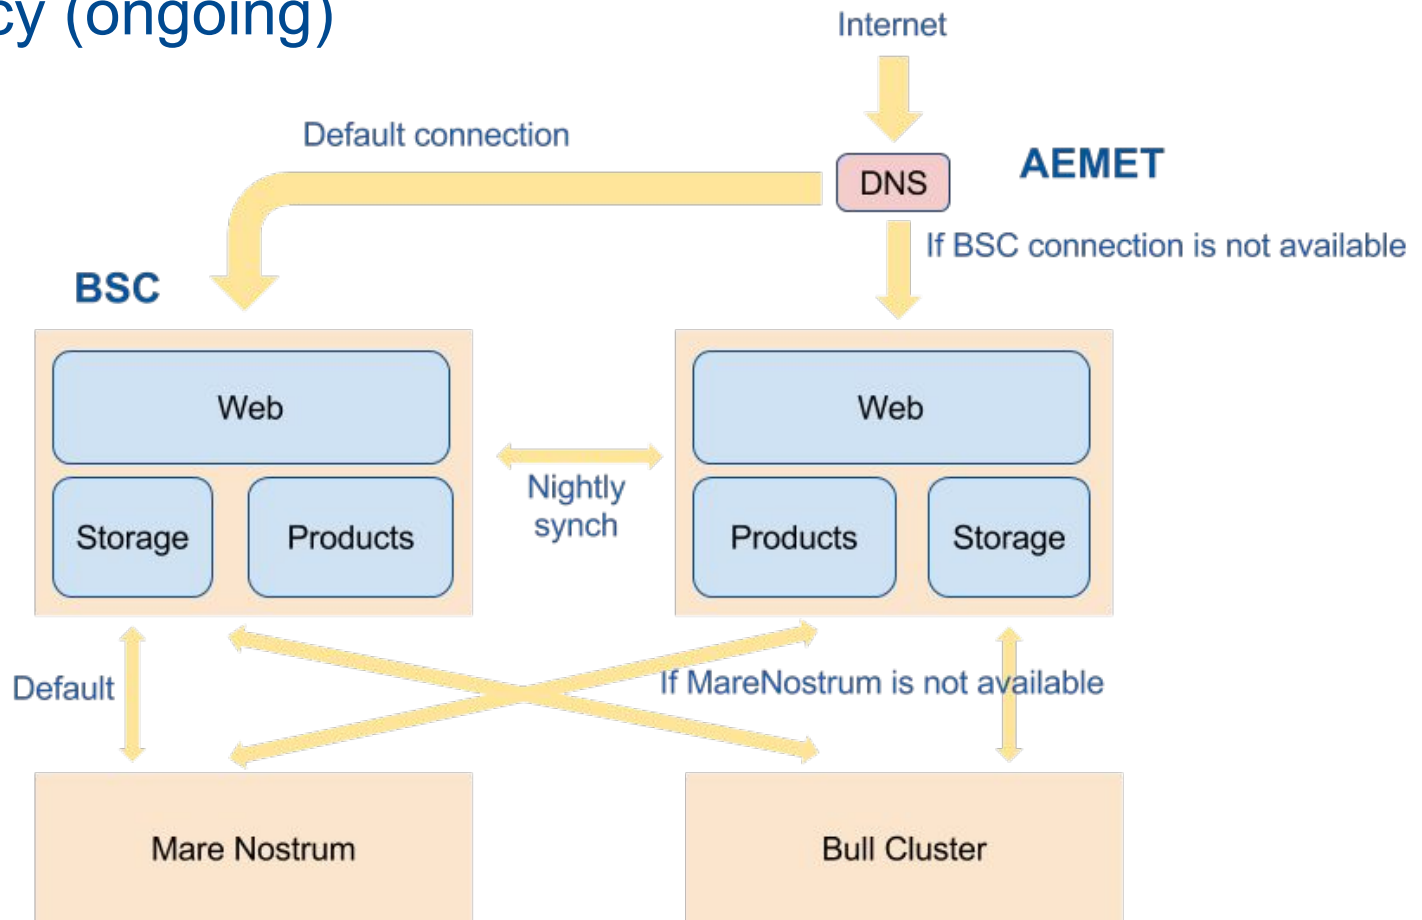 cy (ongoing)
Internet
Default connection
DNS
AEMET
If BSC connection is not available
BSC
Web
Web
Nightly
synch
Storage
Products
Products
Storage
Default
If MareNostrum is not available
Mare Nostrum
Bull Cluster